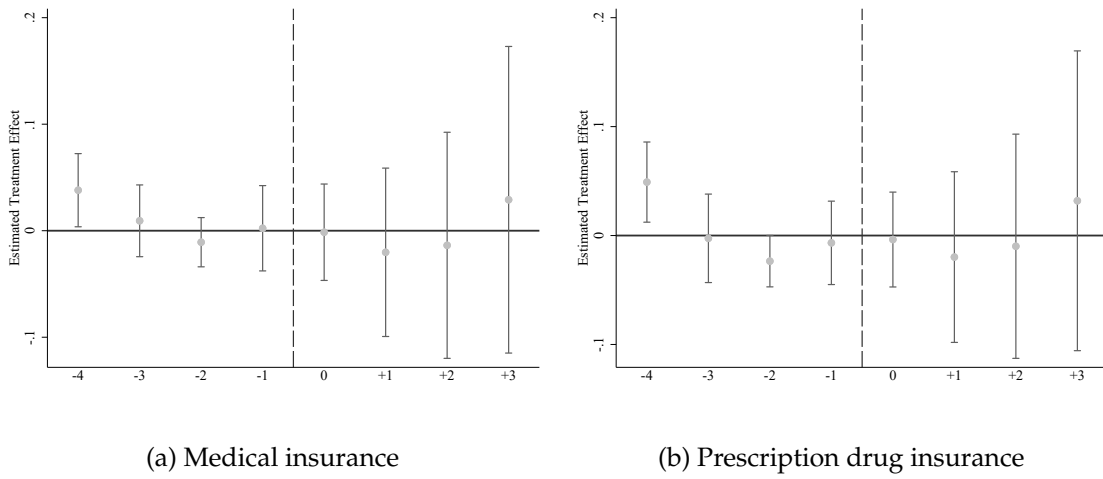 Estimated Treatment Effect
.2
.1
0
-.1
-4 -3 -2 -1 0 +1 +2 +3
(a) Medical insurance
Estimated Treatment Effect
.2
.1
0
-.1
-4 -3 -2 -1 0 +1 +2 +3
(b) Prescription drug insurance